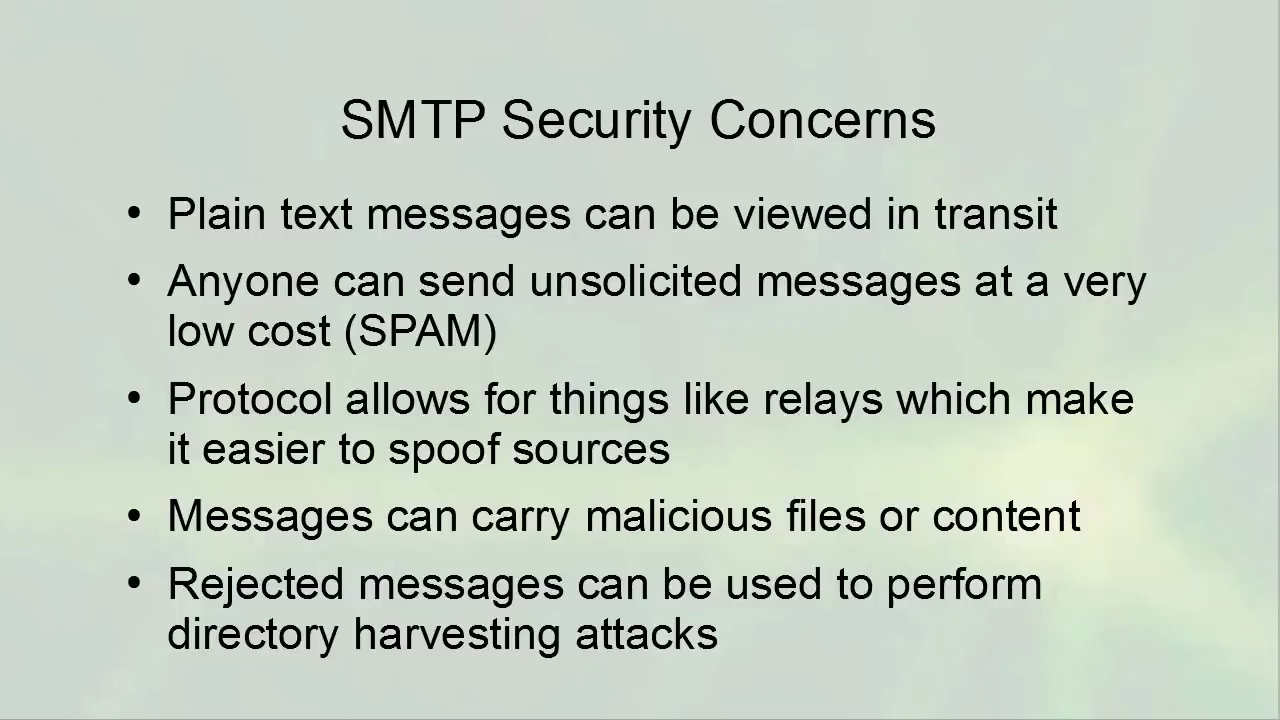 SMTP Security Concerns
• Plain text messages can be viewed in transit
• Anyone can send unsolicited messages at a very
low cost (SPAM)
• Protocol allows for things like relays which make
it easier to spoof sources
• Messages can carry malicious files or content
• Rejected messages can be used to perform
directory harvesting attacks